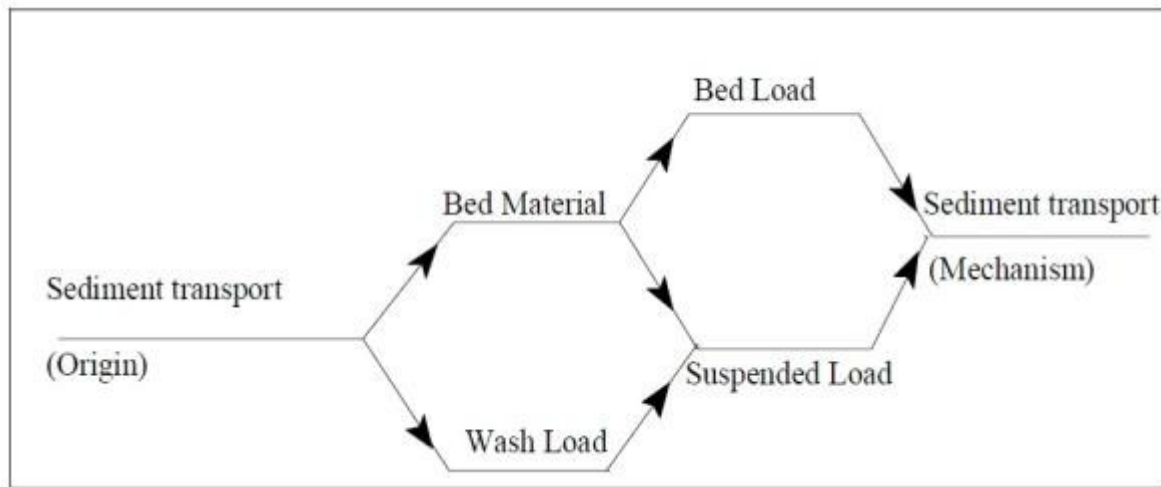 Bed Load
Bed Material
Sediment transport
(Mechanism)
Sediment transport
(Origin)
Suspended Load
Wash Load